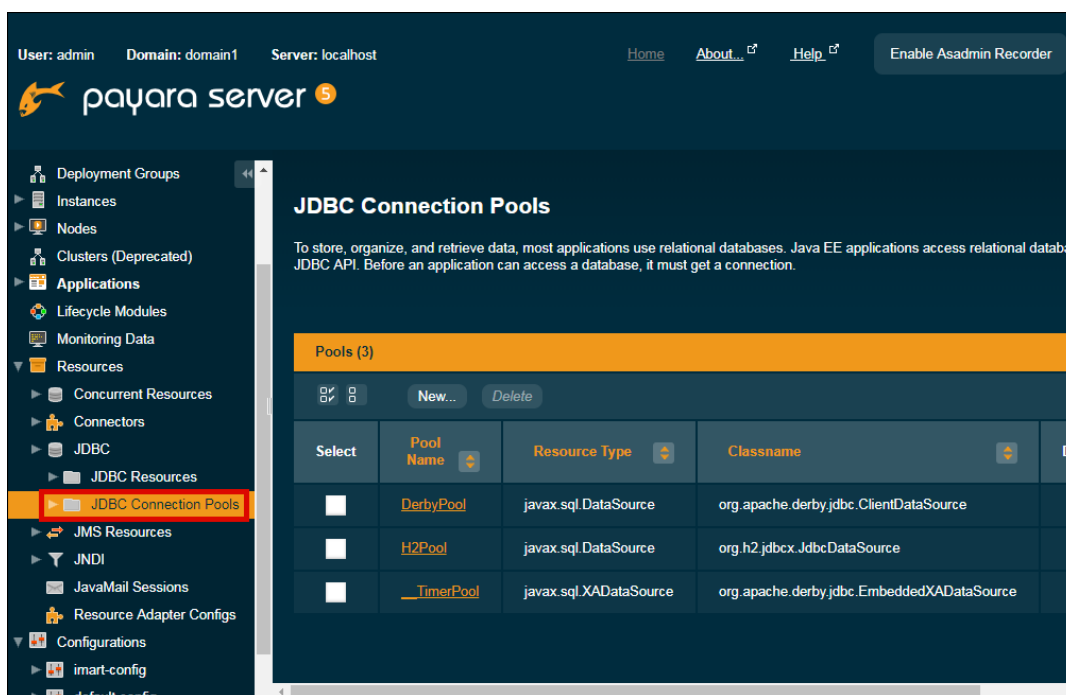 User: admin Domain: domain1 Server: localhost Home About... Help Enable Asadmin Recorder
payara server 5
Deployment Groups
Instances
Nodes
Clusters (Deprecated)
Applications
Lifecycle Modules
Monitoring Data
Resources
Concurrent Resources
Connectors
JDBC
JDBC Resources
JDBC Connection Pools
JMS Resources
JNDI
JavaMail Sessions
Resource Adapter Configs
Configurations
imart-config
default-config
JDBC Connection Pools
To store, organize, and retrieve data, most applications use relational databases. Java EE applications access relational datab
JDBC API. Before an application can access a database, it must get a connection.
Pools (3)
New... Delete
Select Pool Name Resource Type Classname
DerbyPool javax.sql.DataSource org.apache.derby.jdbc.ClientDataSource
H2Pool javax.sql.DataSource org.h2.jdbcx.JdbcDataSource
__TimerPool javax.sql.XADataSource org.apache.derby.jdbc.EmbeddedXADataSource